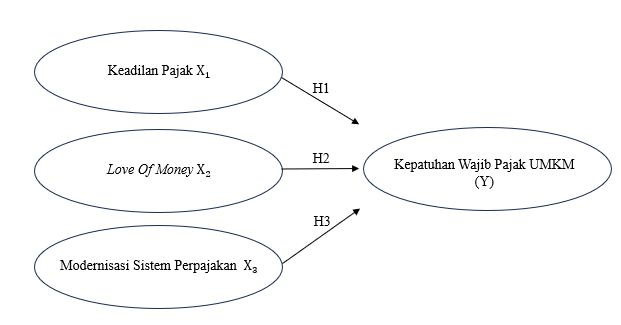 Keadilan Pajak X₁
H1
Love Of Money X₂
H2
Kepatuhan Wajib Pajak UMKM
(Y)
H3
Modernisasi Sistem Perpajakan X₃